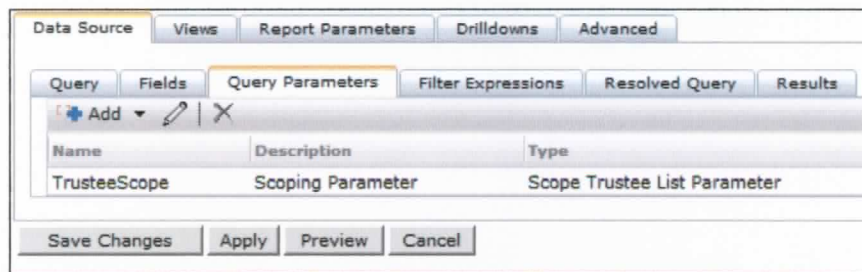 Data Source Views Report Parameters Drilldowns Advanced
Query Fields Query Parameters Filter Expressions Resolved Query Results
Add
Name Description Type
TrusteeScope Scoping Parameter Scope Trustee List Parameter
Save Changes Apply Preview Cancel